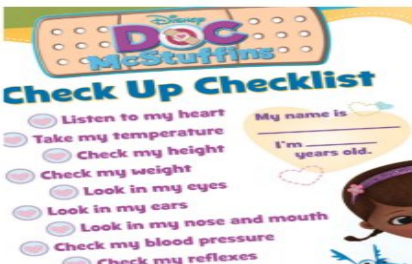 Disney
DOC
McStuffins
Check Up Checklist
Listen to my heart
Take my temperature
Check my height
Check my weight
Look in my eyes
Look in my ears
Look in my nose and mouth
Check my blood pressure
Check my reflexes
My name is
I'm
years old.